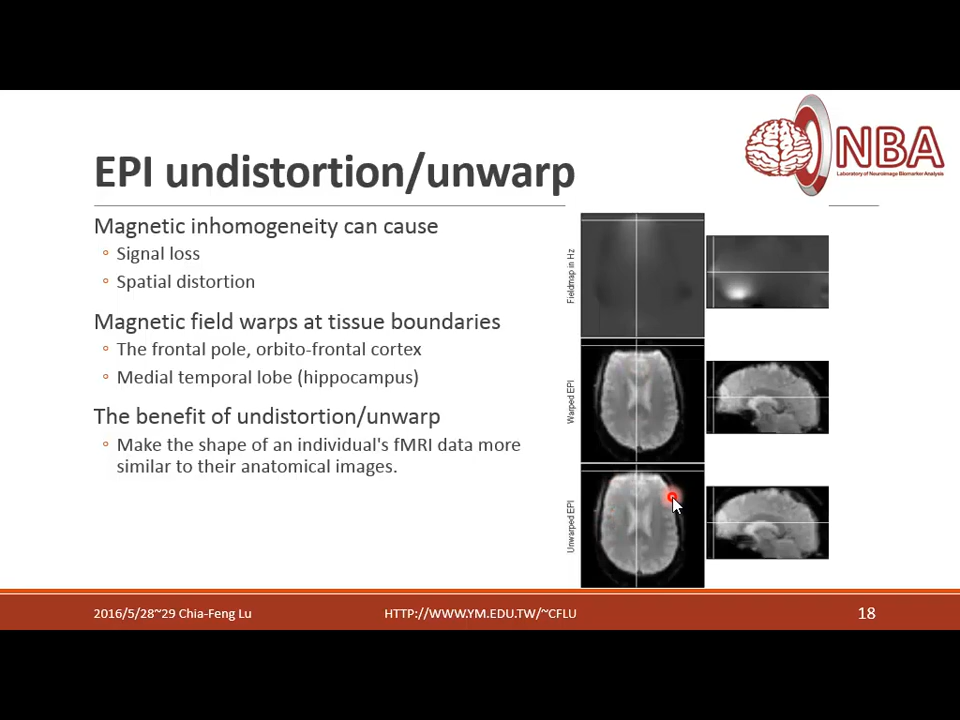 NBA
Laboratory of Neuroimage Biomarker Analysis
EPI undistortion/unwarp
Magnetic inhomogeneity can cause
Signal loss
Spatial distortion
Magnetic field warps at tissue boundaries
The frontal pole, orbito-frontal cortex
Medial temporal lobe (hippocampus)
The benefit of undistortion/unwarp
Make the shape of an individual's fMRI data more
similar to their anatomical images.
Fieldmap in Hz
Warped EPI
Unwarped EPI
2016/5/28~29 Chia-Feng Lu
HTTP://WWW.YM.EDU.TW/~CFLU
18